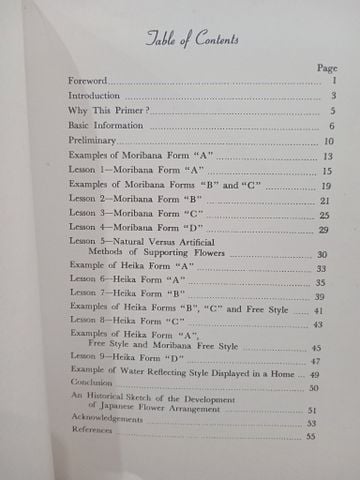 Table of Contents
Page
Foreword 1
Introduction 3
Why This Primer? 5
Basic Information 6
Preliminary 10
Examples of Moribana Form "A" 13
Lesson 1—Moribana Form "A" 15
Examples of Moribana Forms "B" and "C" 19
Lesson 2—Moribana Form "B" 21
Lesson 3—Moribana Form "C" 25
Lesson 4—Moribana Form "D" 29
Lesson 5—Natural Versus Artificial
Methods of Supporting Flowers 30
Example of Heika Form "A" 33
Lesson 6—Heika Form "A" 35
Lesson 7—Heika Form "B" 39
Examples of Heika Forms "B", "C" and Free Style 41
Lesson 8—Heika Form "C" 43
Examples of Heika Forms "A",
Free Style and Moribana Free Style 45
Lesson 9—Heika Form "D" 47
Example of Water Reflecting Style Displayed in a Home 49
Conclusion 50
An Historical Sketch of the Development
of Japanese Flower Arrangement 51
Acknowledgements 53
References 55